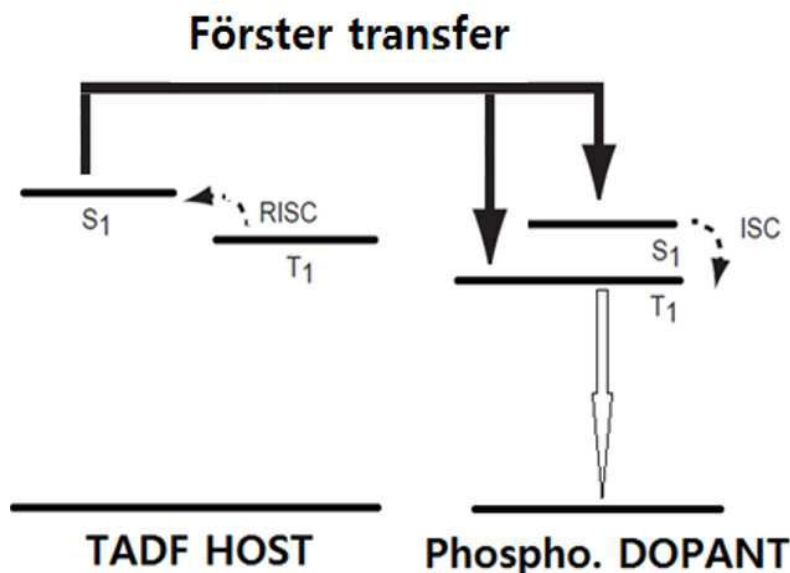 Förster transfer
S1
RISC
T1
S1
ISC
T1
TADF HOST
Phospho. DOPANT